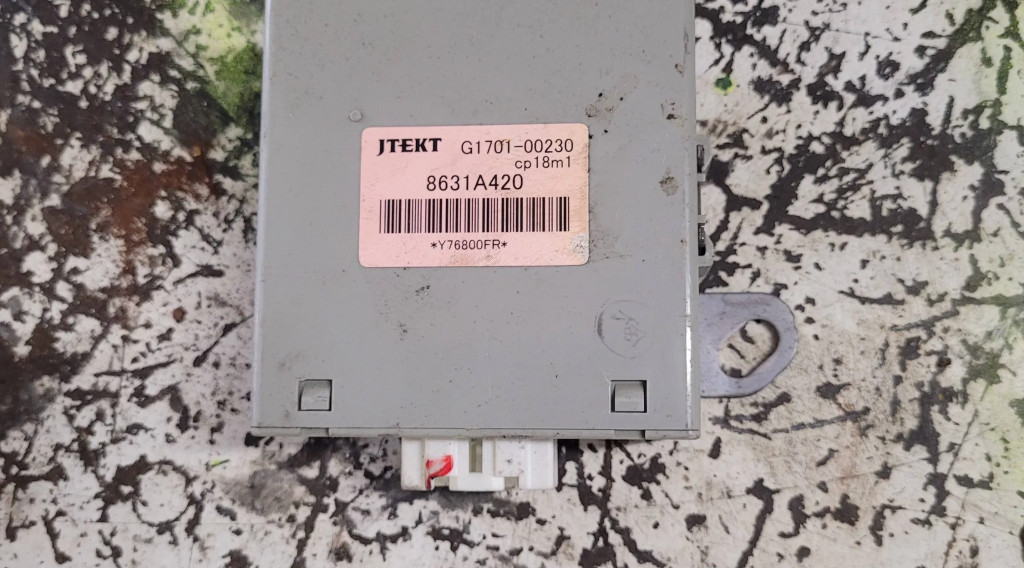 JTEKT G1701-00230
cp18m1
8631A420
*Y76800FR*